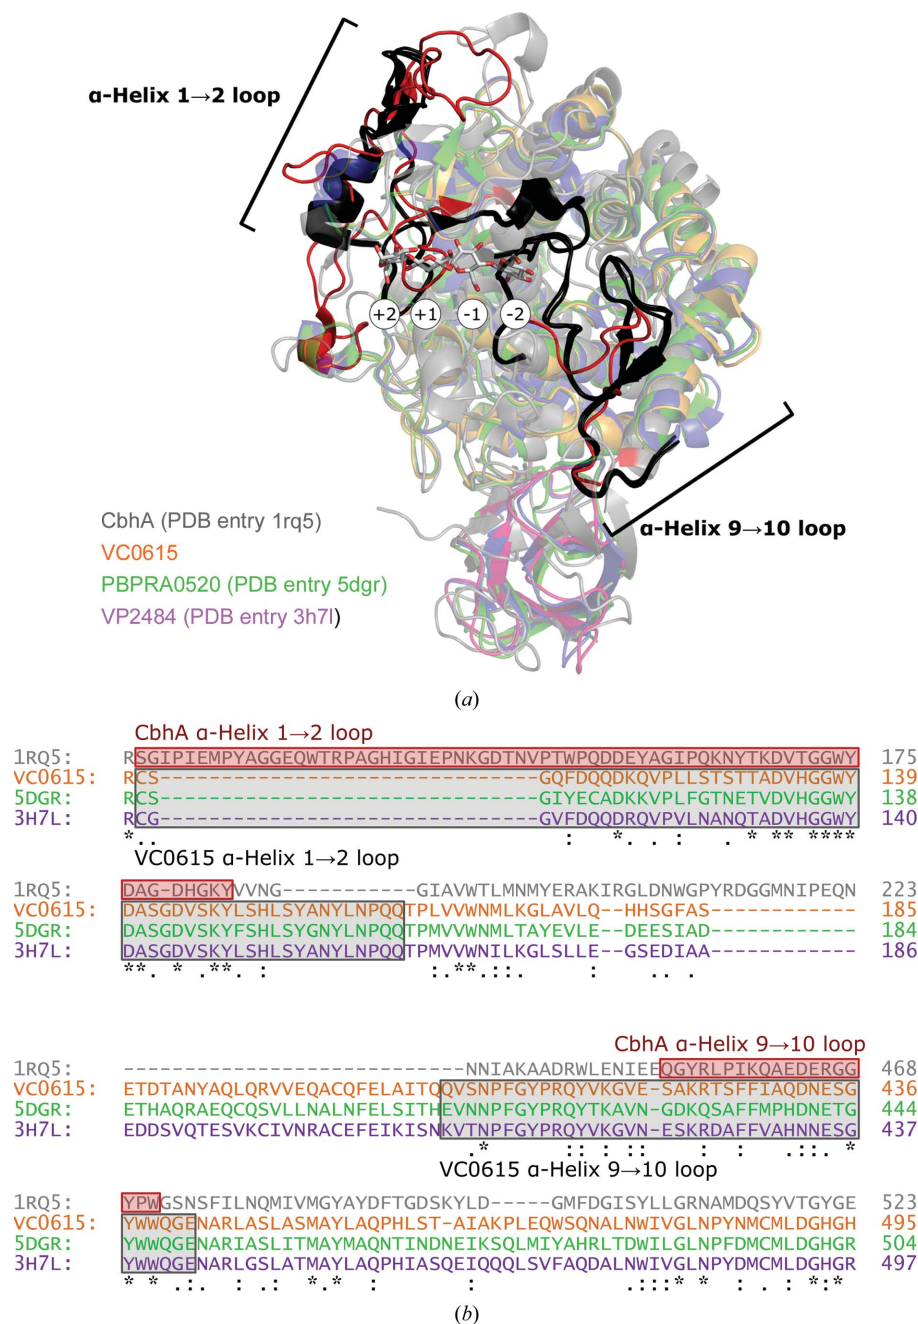 α-Helix 1→2 loop
+2 +1 -1 -2
α-Helix 9→10 loop
CbhA (PDB entry 1rq5)
VC0615
PBPRA0520 (PDB entry 5dgr)
VP2484 (PDB entry 3h7l)
(a)
CbhA α-Helix 1→2 loop
1RQ5: RSGIPIEMPYAGGEQWTRPAGHIGIEPNKGDTNVPTWPQDDEYAGIPQKNYTKDVTGGWY 175
VC0615: RCS-------------------------------GQFDQQDKQVPLLSTSTTADVHGGWY 139
5DGR: RCS-------------------------------GIYECADKKVPLFGTNETVDVHGGWY 138
3H7L: RCG-------------------------------GVFDQQDRQVPVLNANQTADVHGGWY 140
*.. : * : : * ** ****
VC0615 α-Helix 1→2 loop
1RQ5: DAG-DHGKYVVNG-----------GIAVWTLMNMYERAKIRGLDNWGPYRDGGMNIPEQN 223
VC0615: DASGDVSKYLSHLSYANYLNPQQTPLVVWNMLKGLAVLQ--HHSGFAS------------ 185
5DGR: DASGDVSKYFSHLSYGNYLNPQQTPMVVWNMLTAYEVLE--DEESIAD------------ 184
3H7L: DASGDVSKYLSHLSYANYLNPQQTPMVVWNILKGLSLLE--GSEDIAA------------ 186
**. * .**. : .:**.::: : .. .
CbhA α-Helix 9→10 loop
1RQ5: ----------------------------NNIAKAADRWLENIEEQGYRLPIKQAEDERGG 468
VC0615: ETDTANYAQLQRVVEQACQFELAITQQVSNPFGYPRQYVKGVE-SAKRTSFFIAQDNESG 436
5DGR: ETHAQRAEQCQSVLLNALNFELSITHEVNNPFGYPRQYTKAVN-GDKQSAFFMPHDNETG 444
3H7L: EDDSVQTESVKCIVNRACEFEIKISNKVTNPFGYPRQYVKGVN-ESKRDAFFVAHNNESG 437
.* :: :: : : .::. *
VC0615 α-Helix 9→10 loop
1RQ5: YPWGSNSFILNQMIVMGYAYDFTGDSKYLD-----GMFDGISYLLGRNAMDQSYVTGYGE 523
VC0615: YWWQGENARLASLASMAYLAQPHLST-AIAKPLEQWSQNALNWIVGLNPYNMCMLDGHGH 495
5DGR: YWWQGENARIASLITMAYMAQNTINDNEIKSQLMIYAHRLTDWILGLNPFDMCMLDGHGR 504
3H7L: YWWQGENARLGSLATMAYLAQPHIASQEIQQQLSVFAQDALNWIVGLNPYDMCMLDGHGR 497
* * .:. : .: *.* : : .:::* * : . : *.*
(b)